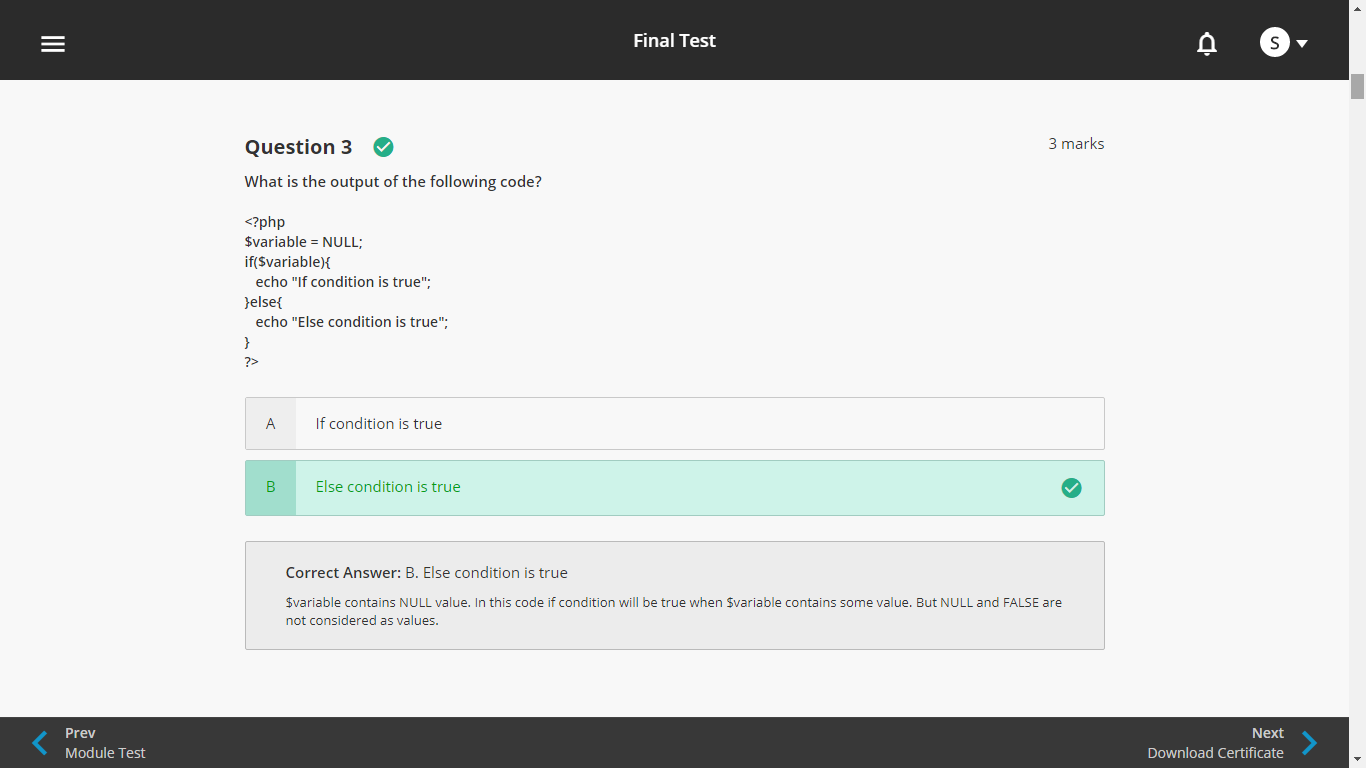 Final Test
S
Question 3
3 marks
What is the output of the following code?
<?php
$variable = NULL;
if($variable){
echo "If condition is true";
}else{
echo "Else condition is true";
}
?>
A If condition is true
B Else condition is true
Correct Answer: B. Else condition is true
$variable contains NULL value. In this code if condition will be true when $variable contains some value. But NULL and FALSE are
not considered as values.
Prev
Module Test
Next
Download Certificate